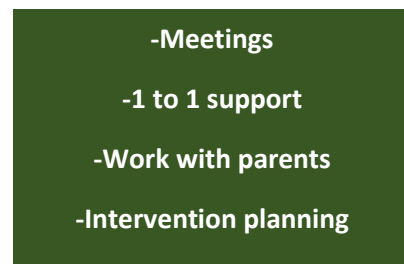 -Meetings
-1 to 1 support
-Work with parents
-Intervention planning